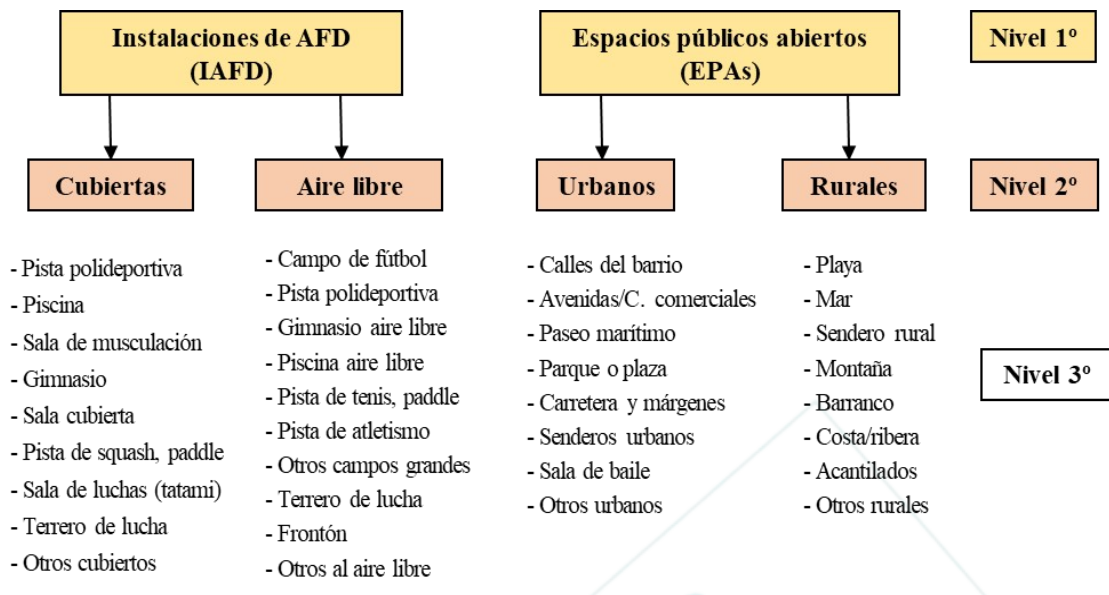 Instalaciones de AFD
(IAFD)
Espacios públicos abiertos
(EPAs)
Nivel 1º
Cubiertas
Aire libre
Urbanos
Rurales
Nivel 2º
- Pista polideportiva
- Piscina
- Sala de musculación
- Gimnasio
- Sala cubierta
- Pista de squash, paddle
- Sala de luchas (tatami)
- Terrero de lucha
- Otros cubiertos
- Campo de fútbol
- Pista polideportiva
- Gimnasio aire libre
- Piscina aire libre
- Pista de tenis, paddle
- Pista de atletismo
- Otros campos grandes
- Terrero de lucha
- Frontón
- Otros al aire libre
- Calles del barrio
- Avenidas/C. comerciales
- Paseo marítimo
- Parque o plaza
- Carretera y márgenes
- Senderos urbanos
- Sala de baile
- Otros urbanos
- Playa
- Mar
- Sendero rural
- Montaña
- Barranco
- Costa/ribera
- Acantilados
- Otros rurales
Nivel 3º